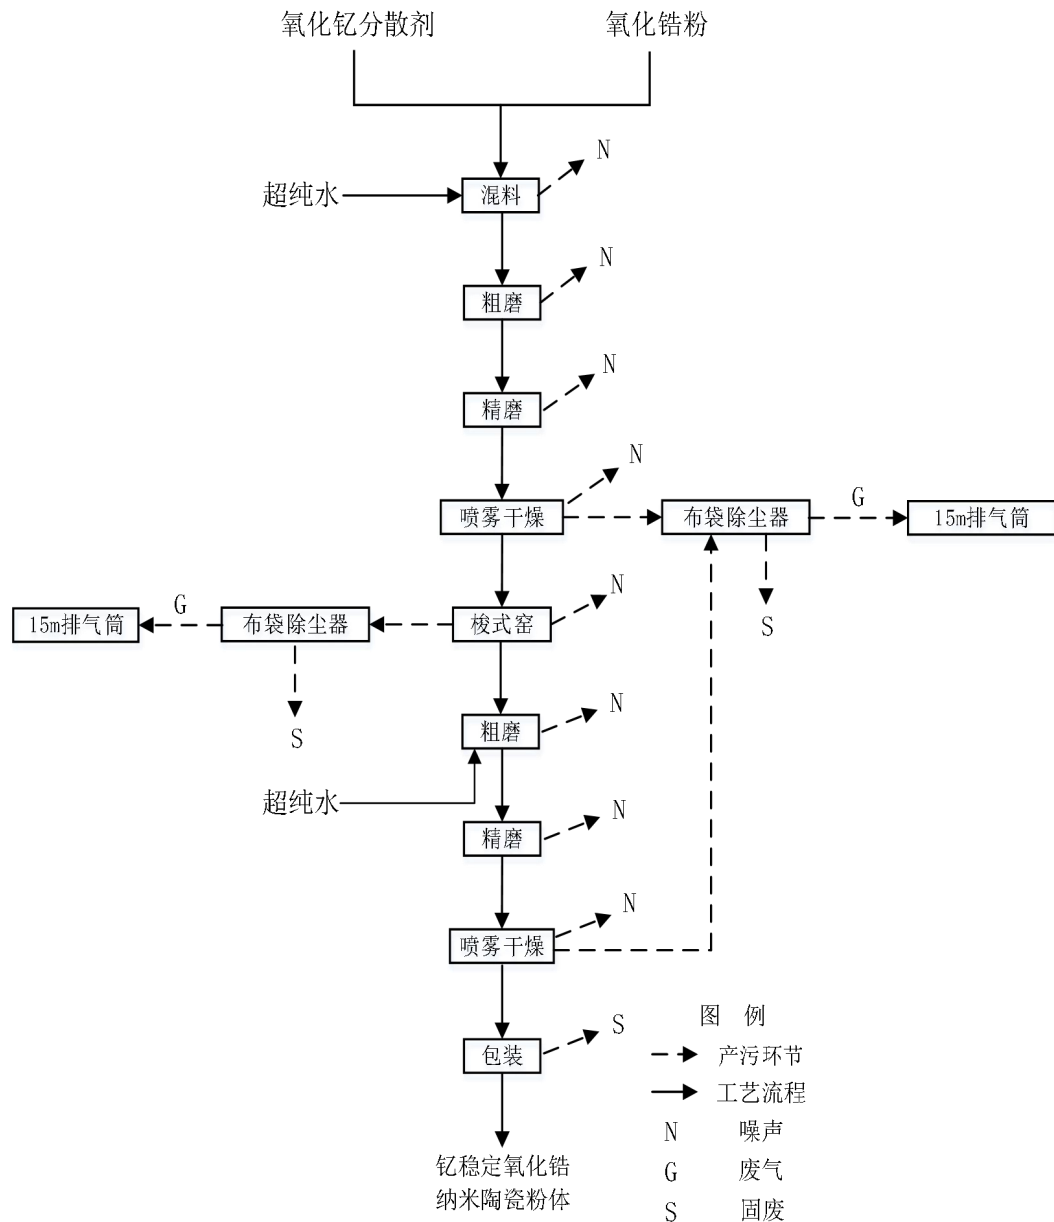 氧化钇分散剂
氧化锆粉
N
超纯水
混料
N
粗磨
N
精磨
N
喷雾干燥
布袋除尘器
G
15m排气筒
N
S
15m排气筒
G
布袋除尘器
梭式窑
S
N
粗磨
超纯水
N
精磨
N
喷雾干燥
S
包装
钇稳定氧化锆
纳米陶瓷粉体
图 例
产污环节
工艺流程
N 噪声
G 废气
S 固废